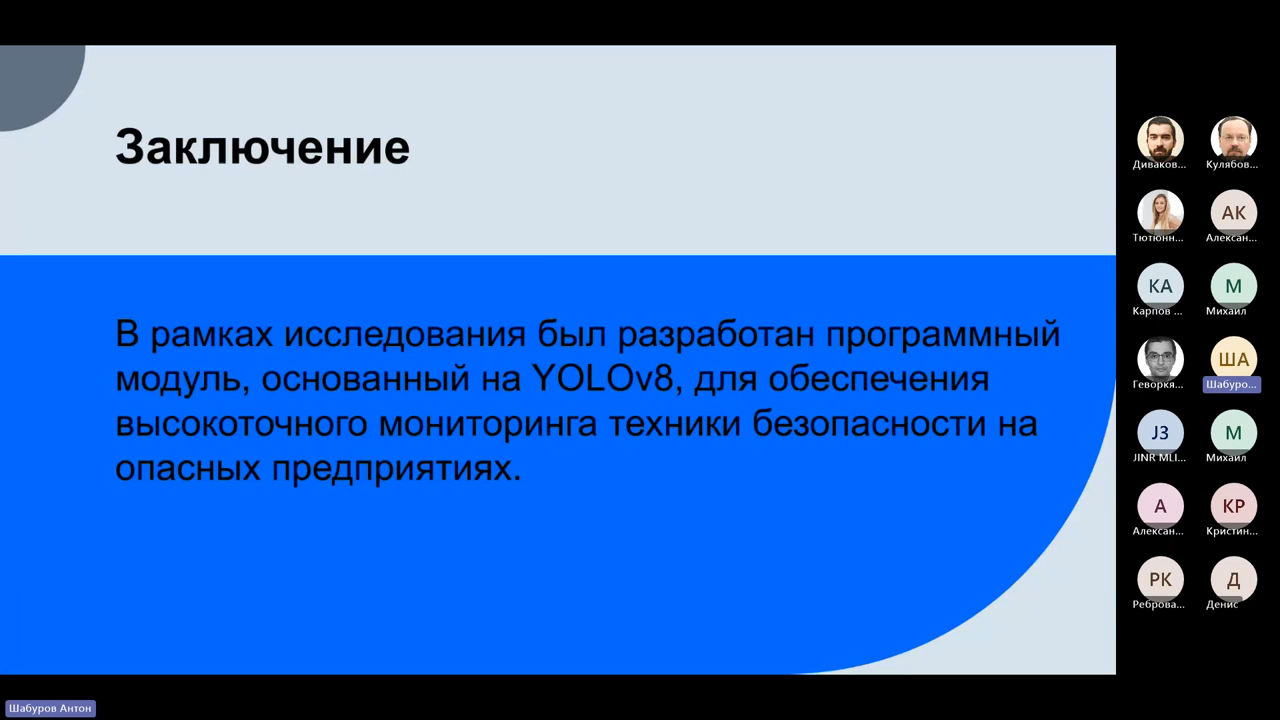 Заключение
В рамках исследования был разработан программный
модуль, основанный на YOLOv8, для обеспечения
высокоточного мониторинга техники безопасности на
опасных предприятиях.
Диваков...
Кулябов...
Тютюнн...
АК
Алексан...
КА
Карпов ...
М
Михаил
Геворкя...
ША
Шабуро...
JЗ
JINR MLI...
М
Михаил
А
Алексан...
КР
Кристин...
РК
Реброва...
Д
Денис
Шабуров Антон